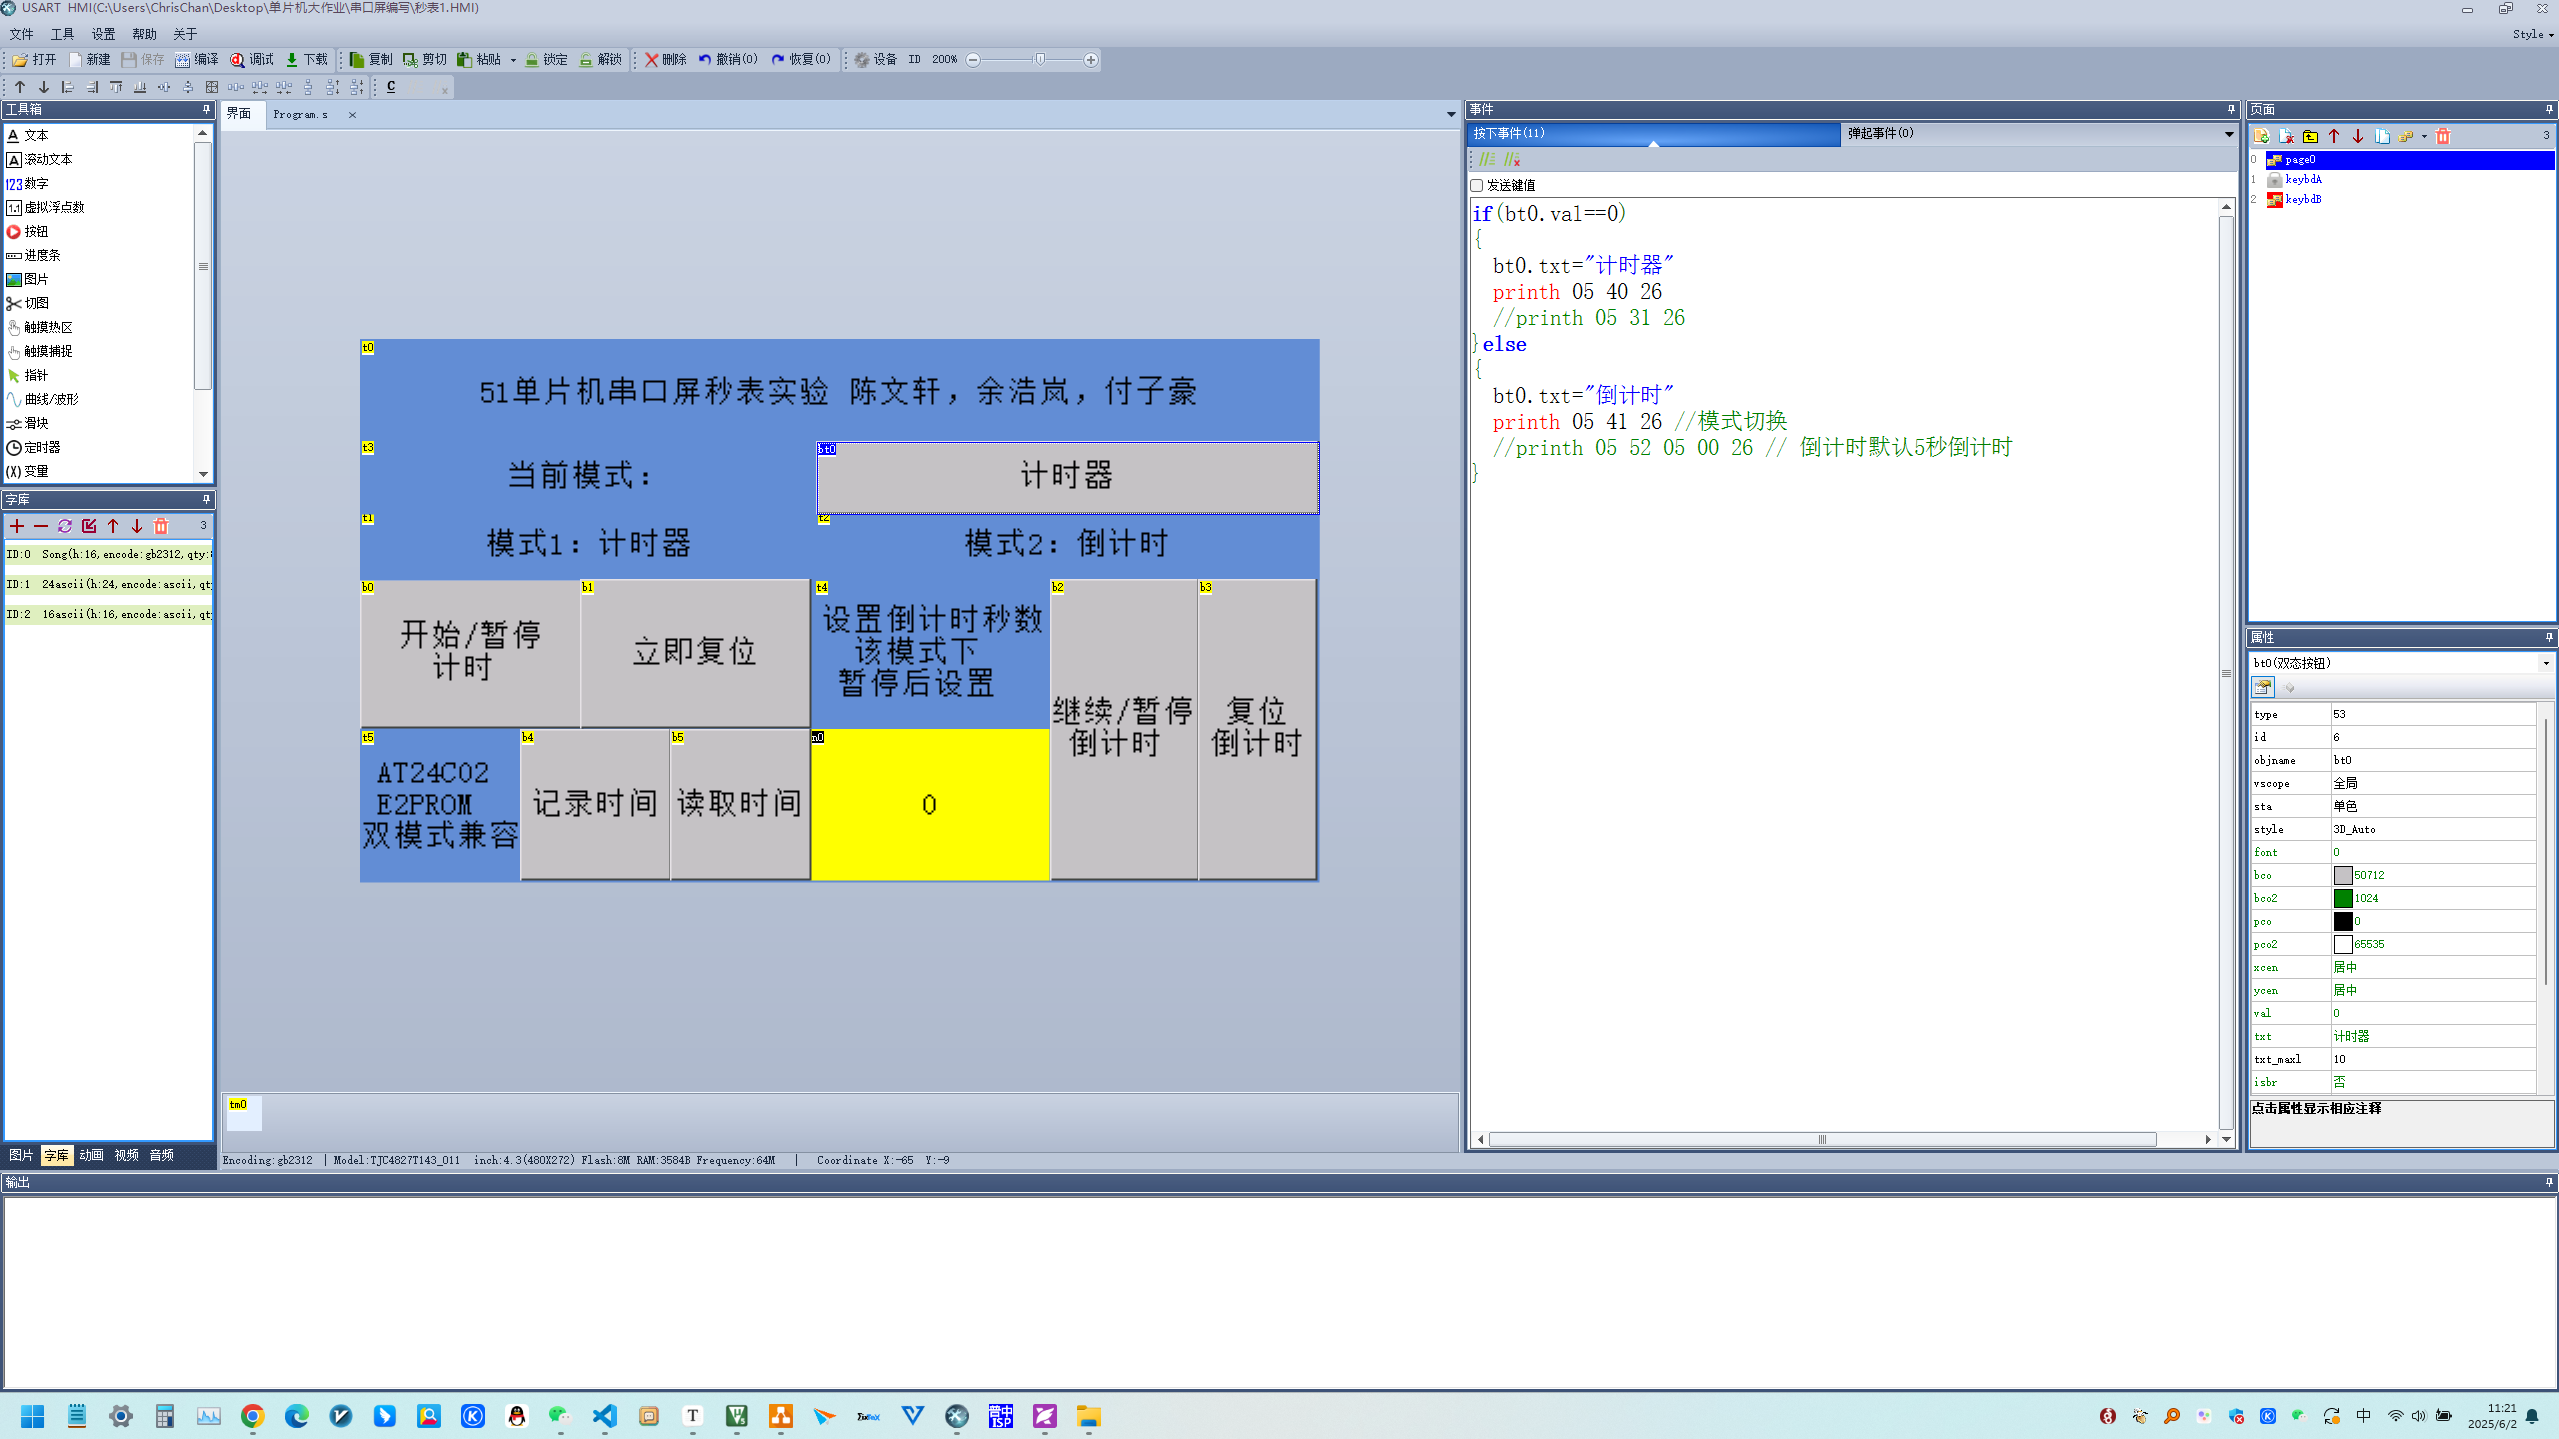 USART HMI(C:\Users\ChrisChan\Desktop\单片机大作业\串口屏编写\秒表1.HMI)
文件 工具 设置 帮助 关于
Style
打开 新建 保存 编译 调试 下载 复制 剪切 粘贴 锁定 解锁 删除 撤销(0) 恢复(0) 设备 ID 200%
工具箱
A 文本
A 滚动文本
123 数字
1.1 虚拟浮点数
按钮
进度条
图片
切图
触摸热区
触摸捕捉
指针
曲线/波形
滑块
定时器
(X) 变量
字库
3
ID:0 Song(h:16,encode:gb2312,qty:
ID:1 24ascii(h:24,encode:ascii,qt
ID:2 16ascii(h:16,encode:ascii,qt
图片 字库 动画 视频 音频
界面 Program.s
t0
51单片机串口屏秒表实验 陈文轩，余浩岚，付子豪
t3
当前模式：
bt0
计时器
t1
模式1：计时器
t2
模式2：倒计时
b0
开始/暂停
计时
b1
立即复位
t4
设置倒计时秒数
该模式下
暂停后设置
b2
继续/暂停
倒计时
b3
复位
倒计时
t5
AT24C02
E2PROM
双模式兼容
b4
记录时间
b5
读取时间
n0
0
tm0
Encoding:gb2312 | Model:TJC4827T143_011 inch:4.3(480X272) Flash:8M RAM:3584B Frequency:64M | Coordinate X:-65 Y:-9
事件
按下事件(11) 弹起事件(0)
发送键值
if(bt0.val==0)
{
bt0.txt="计时器"
printh 05 40 26
//printh 05 31 26
}else
{
bt0.txt="倒计时"
printh 05 41 26 //模式切换
//printh 05 52 05 00 26 // 倒计时默认5秒倒计时
}
页面
3
0 page0
1 keybdA
2 keybdB
属性
bt0(双态按钮)
type 53
id 6
objname bt0
vscope 全局
sta 单色
style 3D_Auto
font 0
bco 50712
bco2 1024
pco 0
pco2 65535
xcen 居中
ycen 居中
val 0
txt 计时器
txt_maxl 10
isbr 否
点击属性显示相应注释
输出
中
11:21
2025/6/2